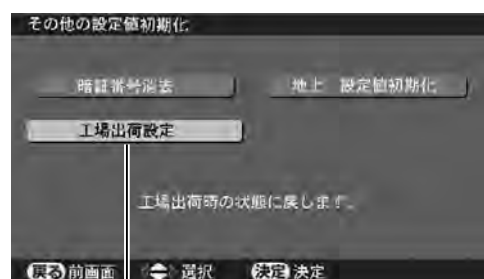 その他の設定値初期化
暗証番号消去 地上 設定値初期化
工場出荷設定
工場出荷時の状態に戻します。
戻る 前画面 選択 決定 決定